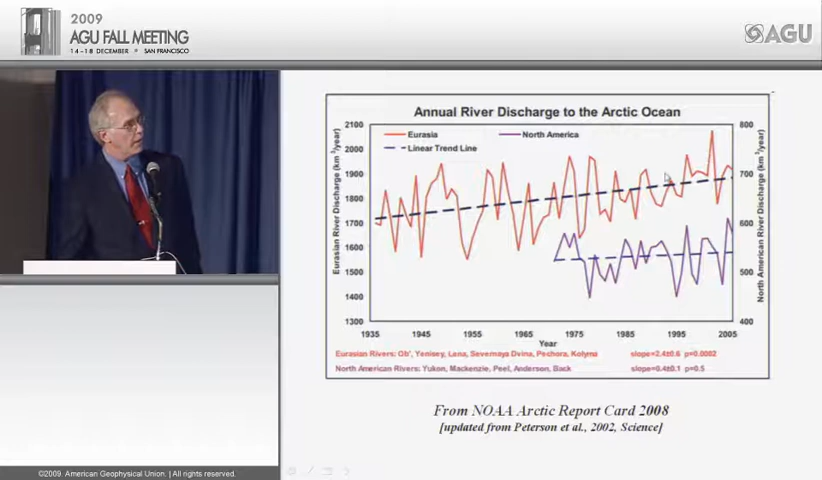 2009
AGU FALL MEETING
14-18 DECEMBER • SAN FRANCISCO
AGU
Annual River Discharge to the Arctic Ocean
Eurasia
North America
Linear Trend Line
Eurasian River Discharge (km³/year)
2100
2000
1900
1800
1700
1600
1500
1400
1300
800
700
600
500
400
North American River Discharge (km³/year)
1935
1945
1955
1965
1975
1985
1995
2005
Year
Eurasian Rivers: Ob', Yenisey, Lena, Severnaya Dvina, Pechora, Kolyma slope=2.4±0.6 p=0.0002
North American Rivers: Yukon, Mackenzie, Peel, Anderson, Back slope=0.4±0.1 p=0.5
From NOAA Arctic Report Card 2008
[updated from Peterson et al., 2002, Science]
©2009. American Geophysical Union. | All rights reserved.